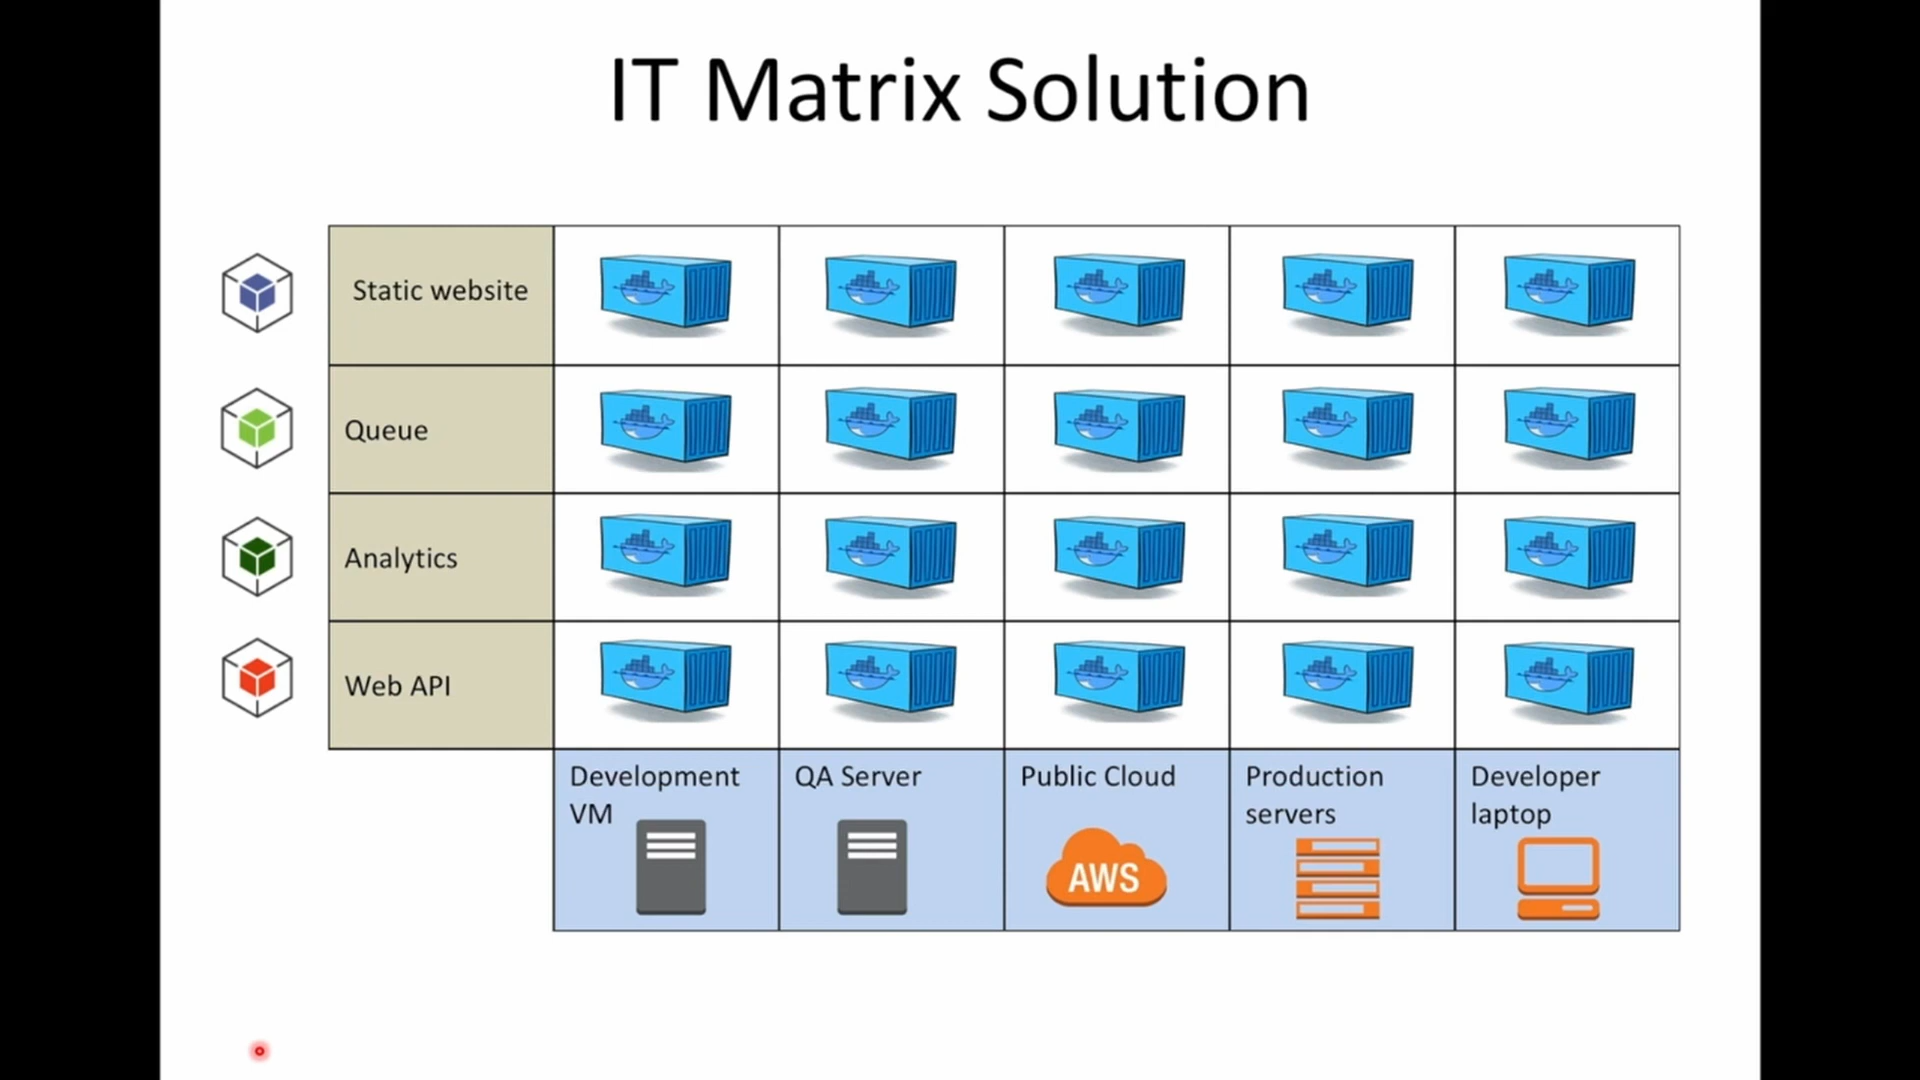 IT Matrix Solution
Static website
Queue
Analytics
Web API
Development
VM
QA Server
Public Cloud
AWS
Production
servers
Developer
laptop